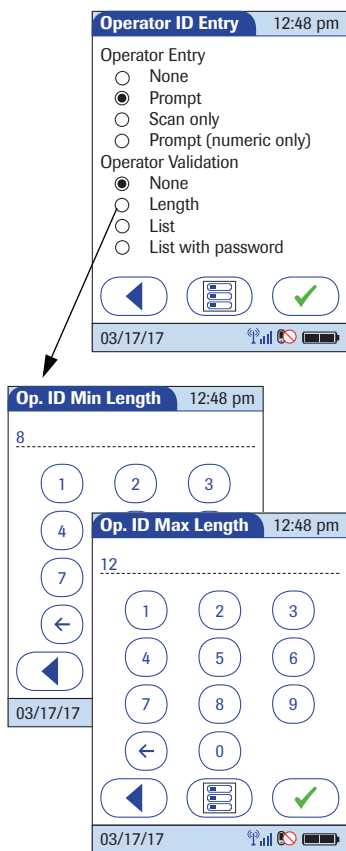 Operator ID Entry 12:48 pm
Operator Entry
None
Prompt
Scan only
Prompt (numeric only)
Operator Validation
None
Length
List
List with password
03/17/17
Op. ID Min Length 12:48 pm
8
1 2 3
4
7
03/17/17
Op. ID Max Length 12:48 pm
12
1 2 3
4 5 6
7 8 9
0
03/17/17